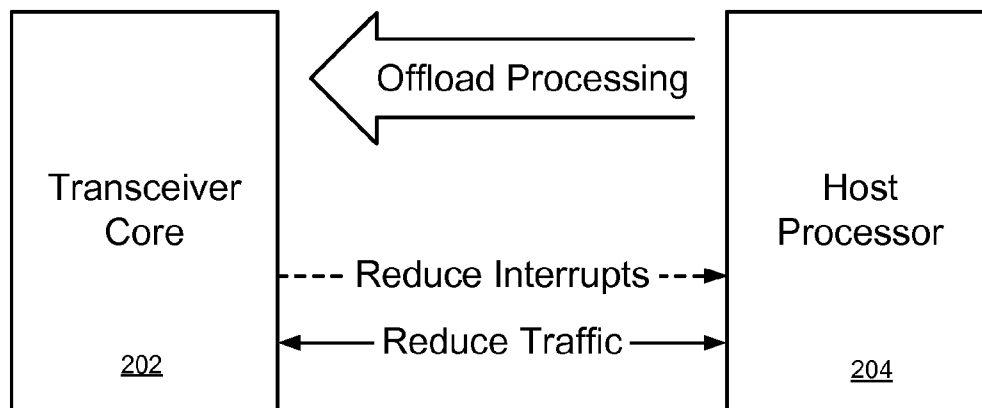 Offload Processing
Transceiver
Core
Host
Processor
Reduce Interrupts
Reduce Traffic
202
204